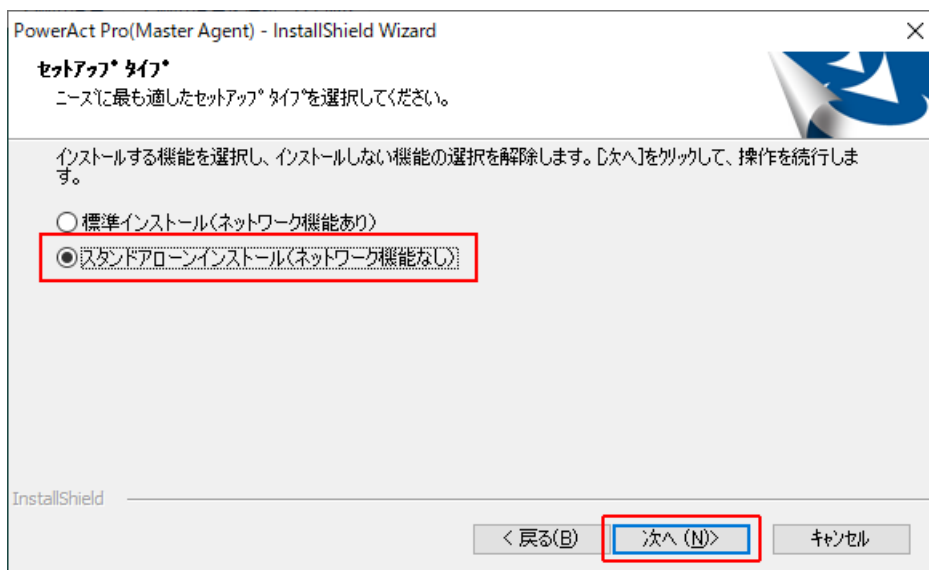 PowerAct Pro(Master Agent) - InstallShield Wizard
セットアップ タイプ
ニーズに最も適したセットアップ タイプを選択してください。
インストールする機能を選択し、インストールしない機能の選択を解除します。[次へ]をクリックして、操作を続行しま
す。
標準インストール(ネットワーク機能あり)
スタンドアローンインストール(ネットワーク機能なし)
InstallShield
< 戻る(B)
次へ (N)>
キャンセル